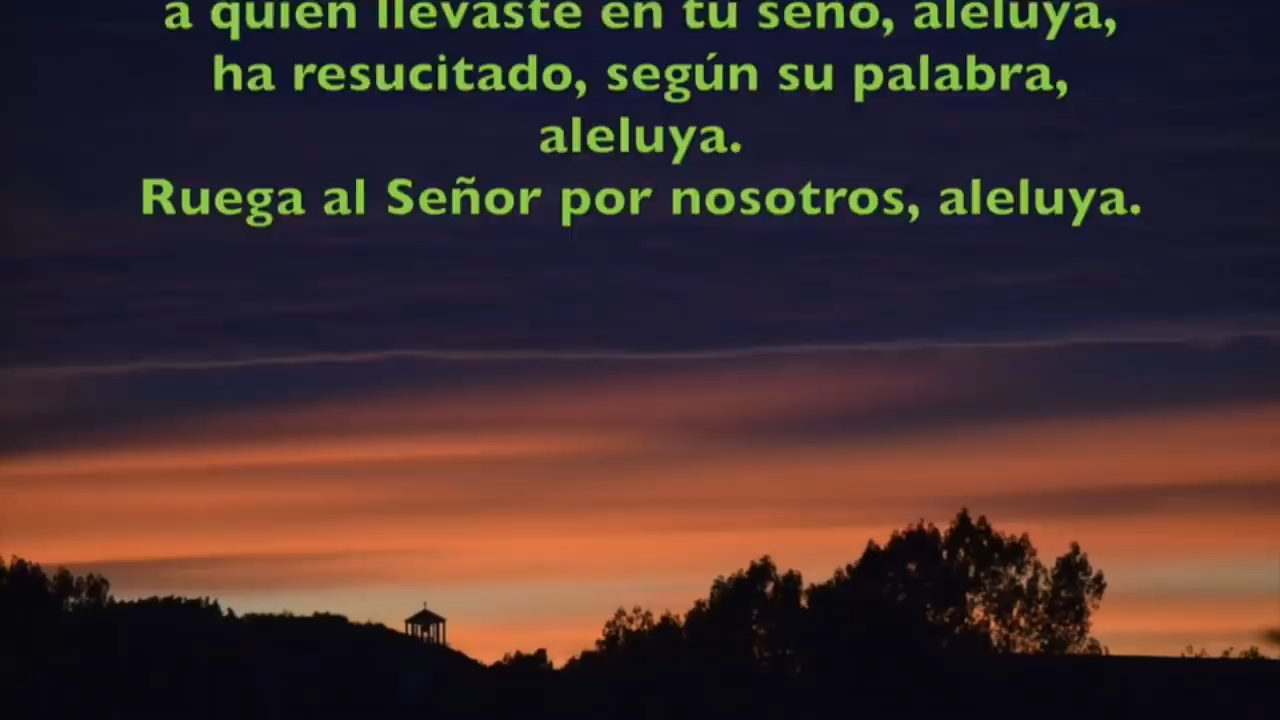 a quien llevaste en tu seno, aleluya,
ha resucitado, según su palabra,
aleluya.
Ruega al Señor por nosotros, aleluya.